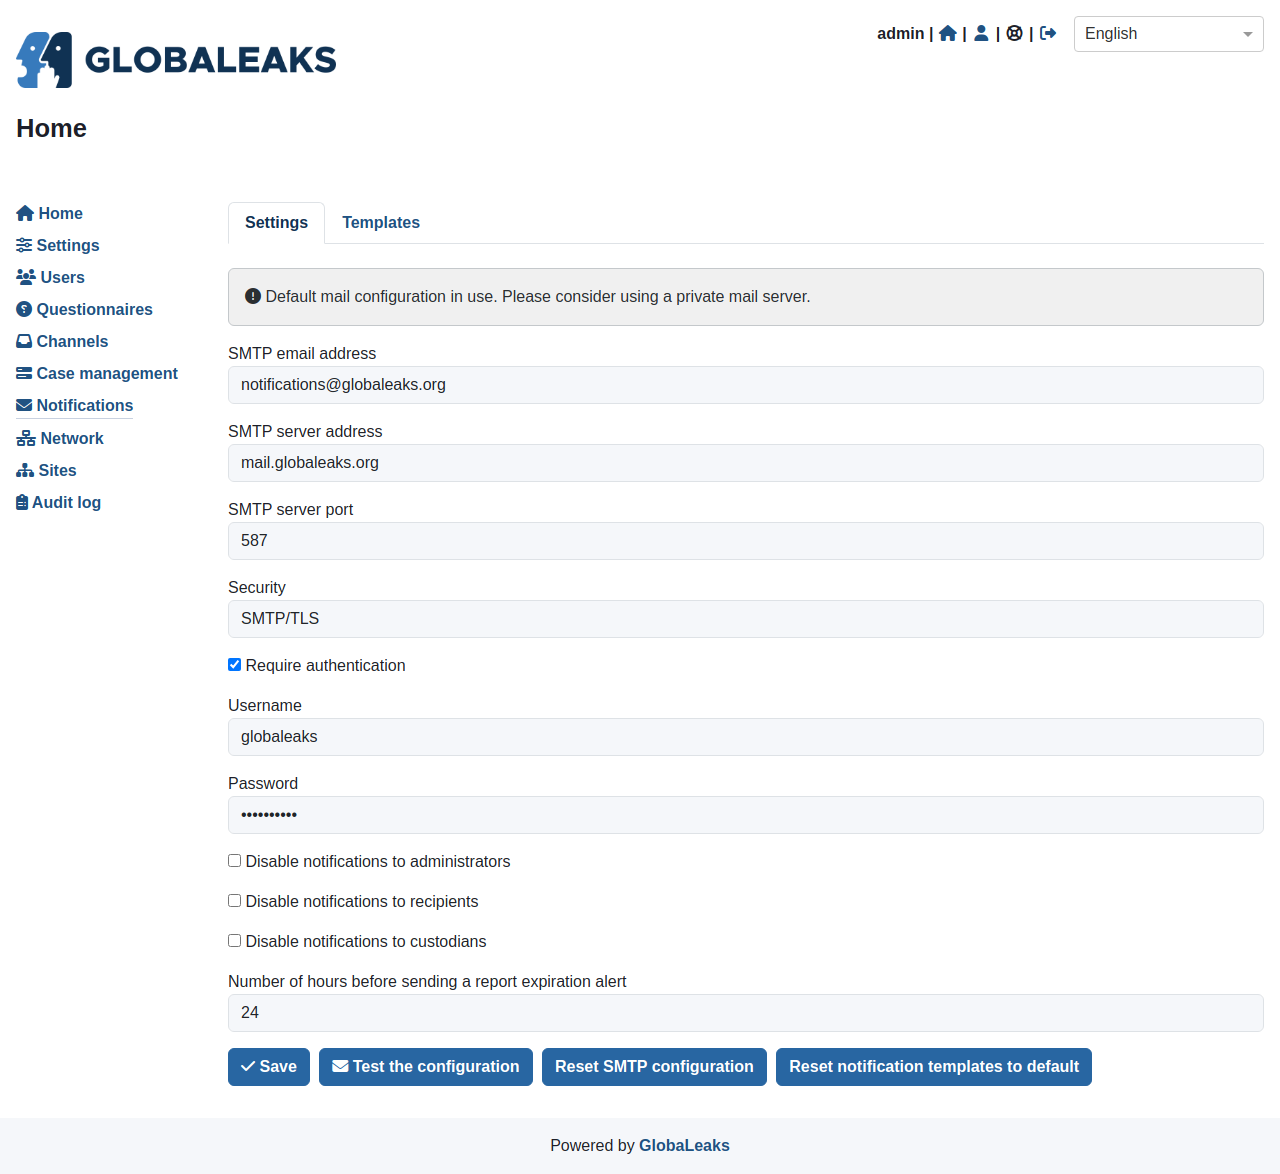 GLOBALEAKS
admin | | | |
English
Home
Home
Settings
Users
Questionnaires
Channels
Case management
Notifications
Network
Sites
Audit log
Settings Templates
Default mail configuration in use. Please consider using a private mail server.
SMTP email address
notifications@globaleaks.org
SMTP server address
mail.globaleaks.org
SMTP server port
587
Security
SMTP/TLS
Require authentication
Username
globaleaks
Password
••••••••••
Disable notifications to administrators
Disable notifications to recipients
Disable notifications to custodians
Number of hours before sending a report expiration alert
24
Save Test the configuration Reset SMTP configuration Reset notification templates to default
Powered by GlobaLeaks